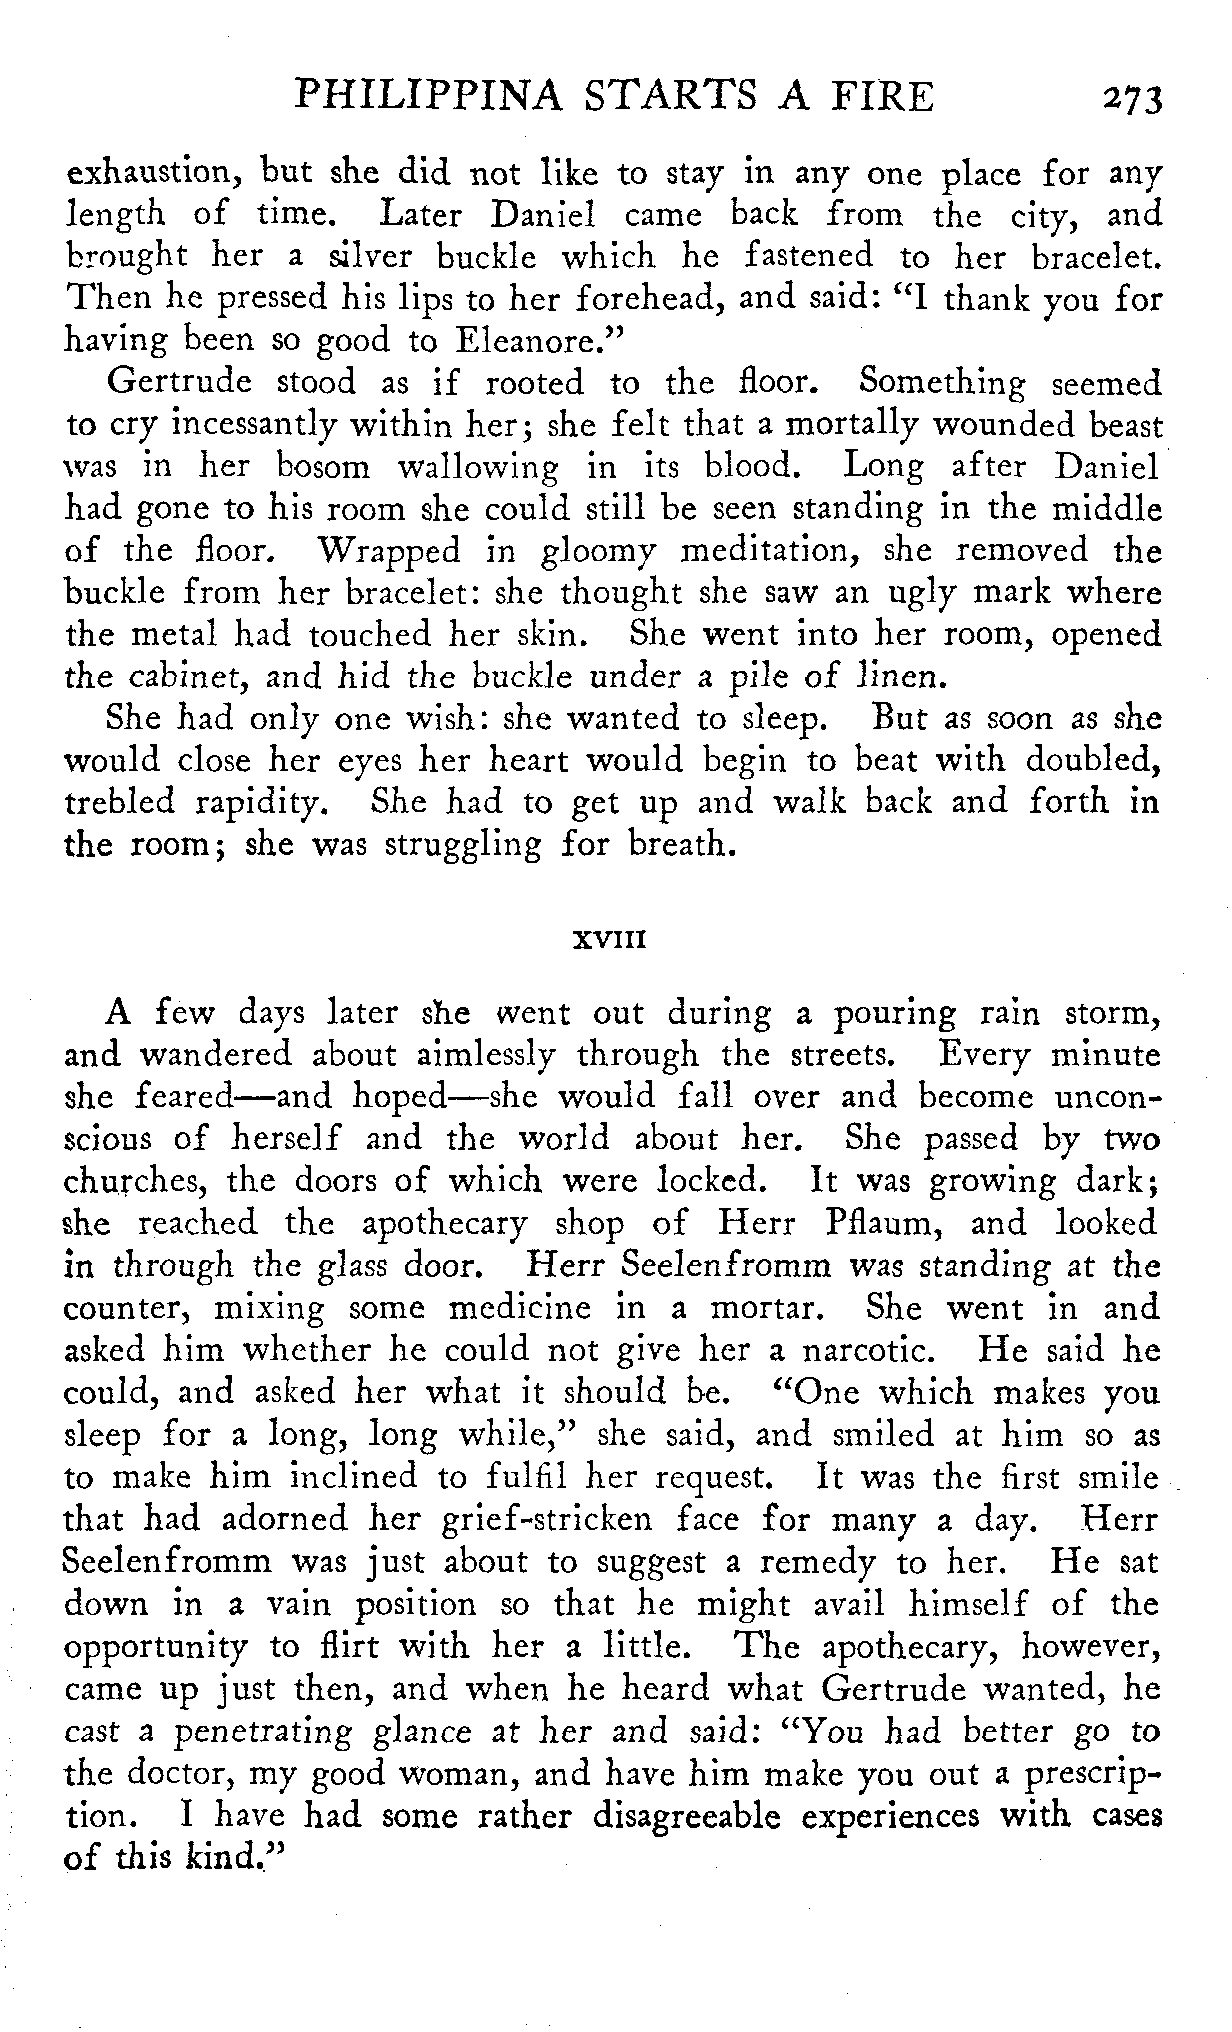 PHILIPPINA STARTS A FIRE 273
exhaustion, but she did not like to stay in any one place for any
length of time. Later Daniel came back from the city, and
brought her a silver buckle which he fastened to her bracelet.
Then he pressed his lips to her forehead, and said: “I thank you for
having been so good to Eleanore.”
Gertrude stood as if rooted to the floor. Something seemed
to cry incessantly within her; she felt that a mortally wounded beast
was in her bosom wallowing in its blood. Long after Daniel
had gone to his room she could still be seen standing in the middle
of the floor. Wrapped in gloomy meditation, she removed the
buckle from her bracelet: she thought she saw an ugly mark where
the metal had touched her skin. She went into her room, opened
the cabinet, and hid the buckle under a pile of linen.
She had only one wish: she wanted to sleep. But as soon as she
would close her eyes her heart would begin to beat with doubled,
trebled rapidity. She had to get up and walk back and forth in
the room; she was struggling for breath.
XVIII
A few days later she went out during a pouring rain storm,
and wandered about aimlessly through the streets. Every minute
she feared—and hoped—she would fall over and become uncon-
scious of herself and the world about her. She passed by two
churches, the doors of which were locked. It was growing dark;
she reached the apothecary shop of Herr Pflaum, and looked
in through the glass door. Herr Seelenfromm was standing at the
counter, mixing some medicine in a mortar. She went in and
asked him whether he could not give her a narcotic. He said he
could, and asked her what it should be. “One which makes you
sleep for a long, long while,” she said, and smiled at him so as
to make him inclined to fulfil her request. It was the first smile
that had adorned her grief-stricken face for many a day. Herr
Seelenfromm was just about to suggest a remedy to her. He sat
down in a vain position so that he might avail himself of the
opportunity to flirt with her a little. The apothecary, however,
came up just then, and when he heard what Gertrude wanted, he
cast a penetrating glance at her and said: “You had better go to
the doctor, my good woman, and have him make you out a prescrip-
tion. I have had some rather disagreeable experiences with cases
of this kind.”